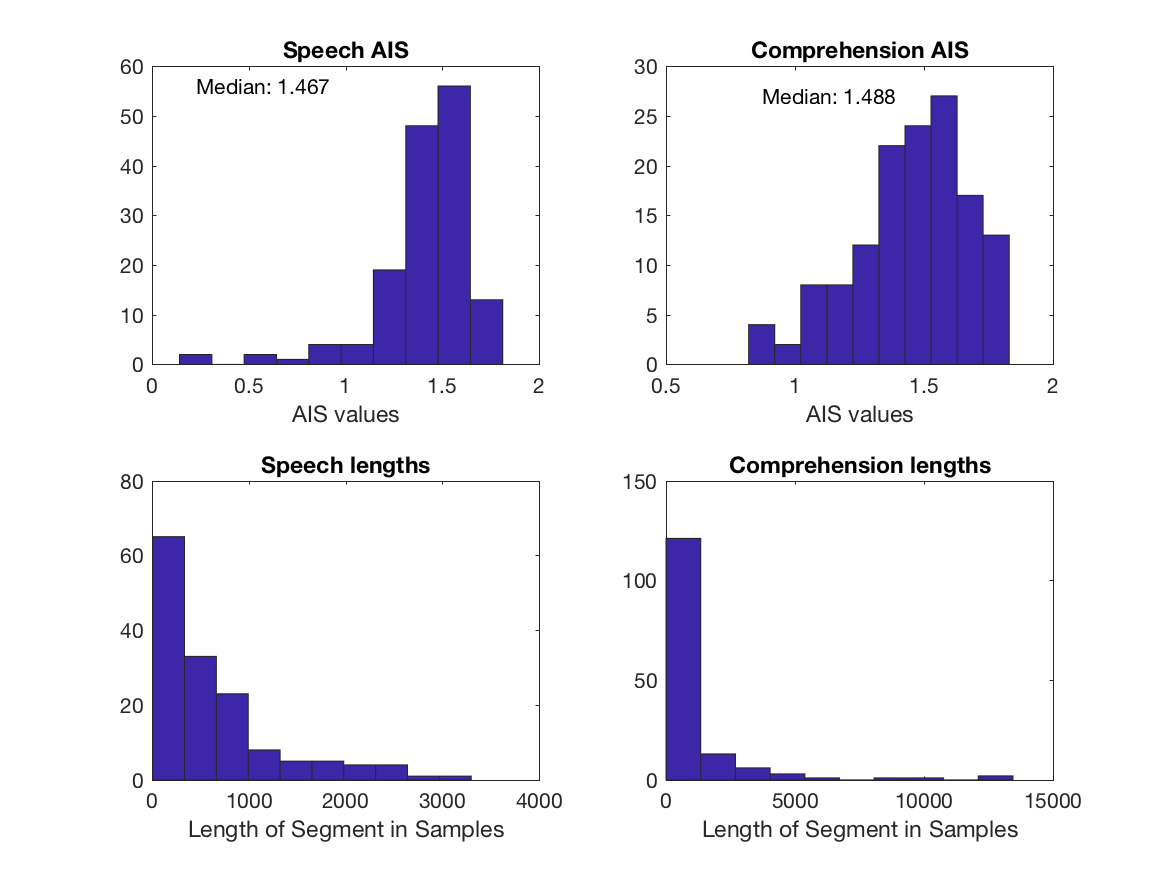 Speech AIS
Median: 1.467
60
50
40
30
20
10
0
0 0.5 1 1.5 2
AIS values
Comprehension AIS
Median: 1.488
30
25
20
15
10
5
0
0.5 1 1.5 2
AIS values
Speech lengths
80
60
40
20
0
0 1000 2000 3000 4000
Length of Segment in Samples
Comprehension lengths
150
100
50
0
0 5000 10000 15000
Length of Segment in Samples